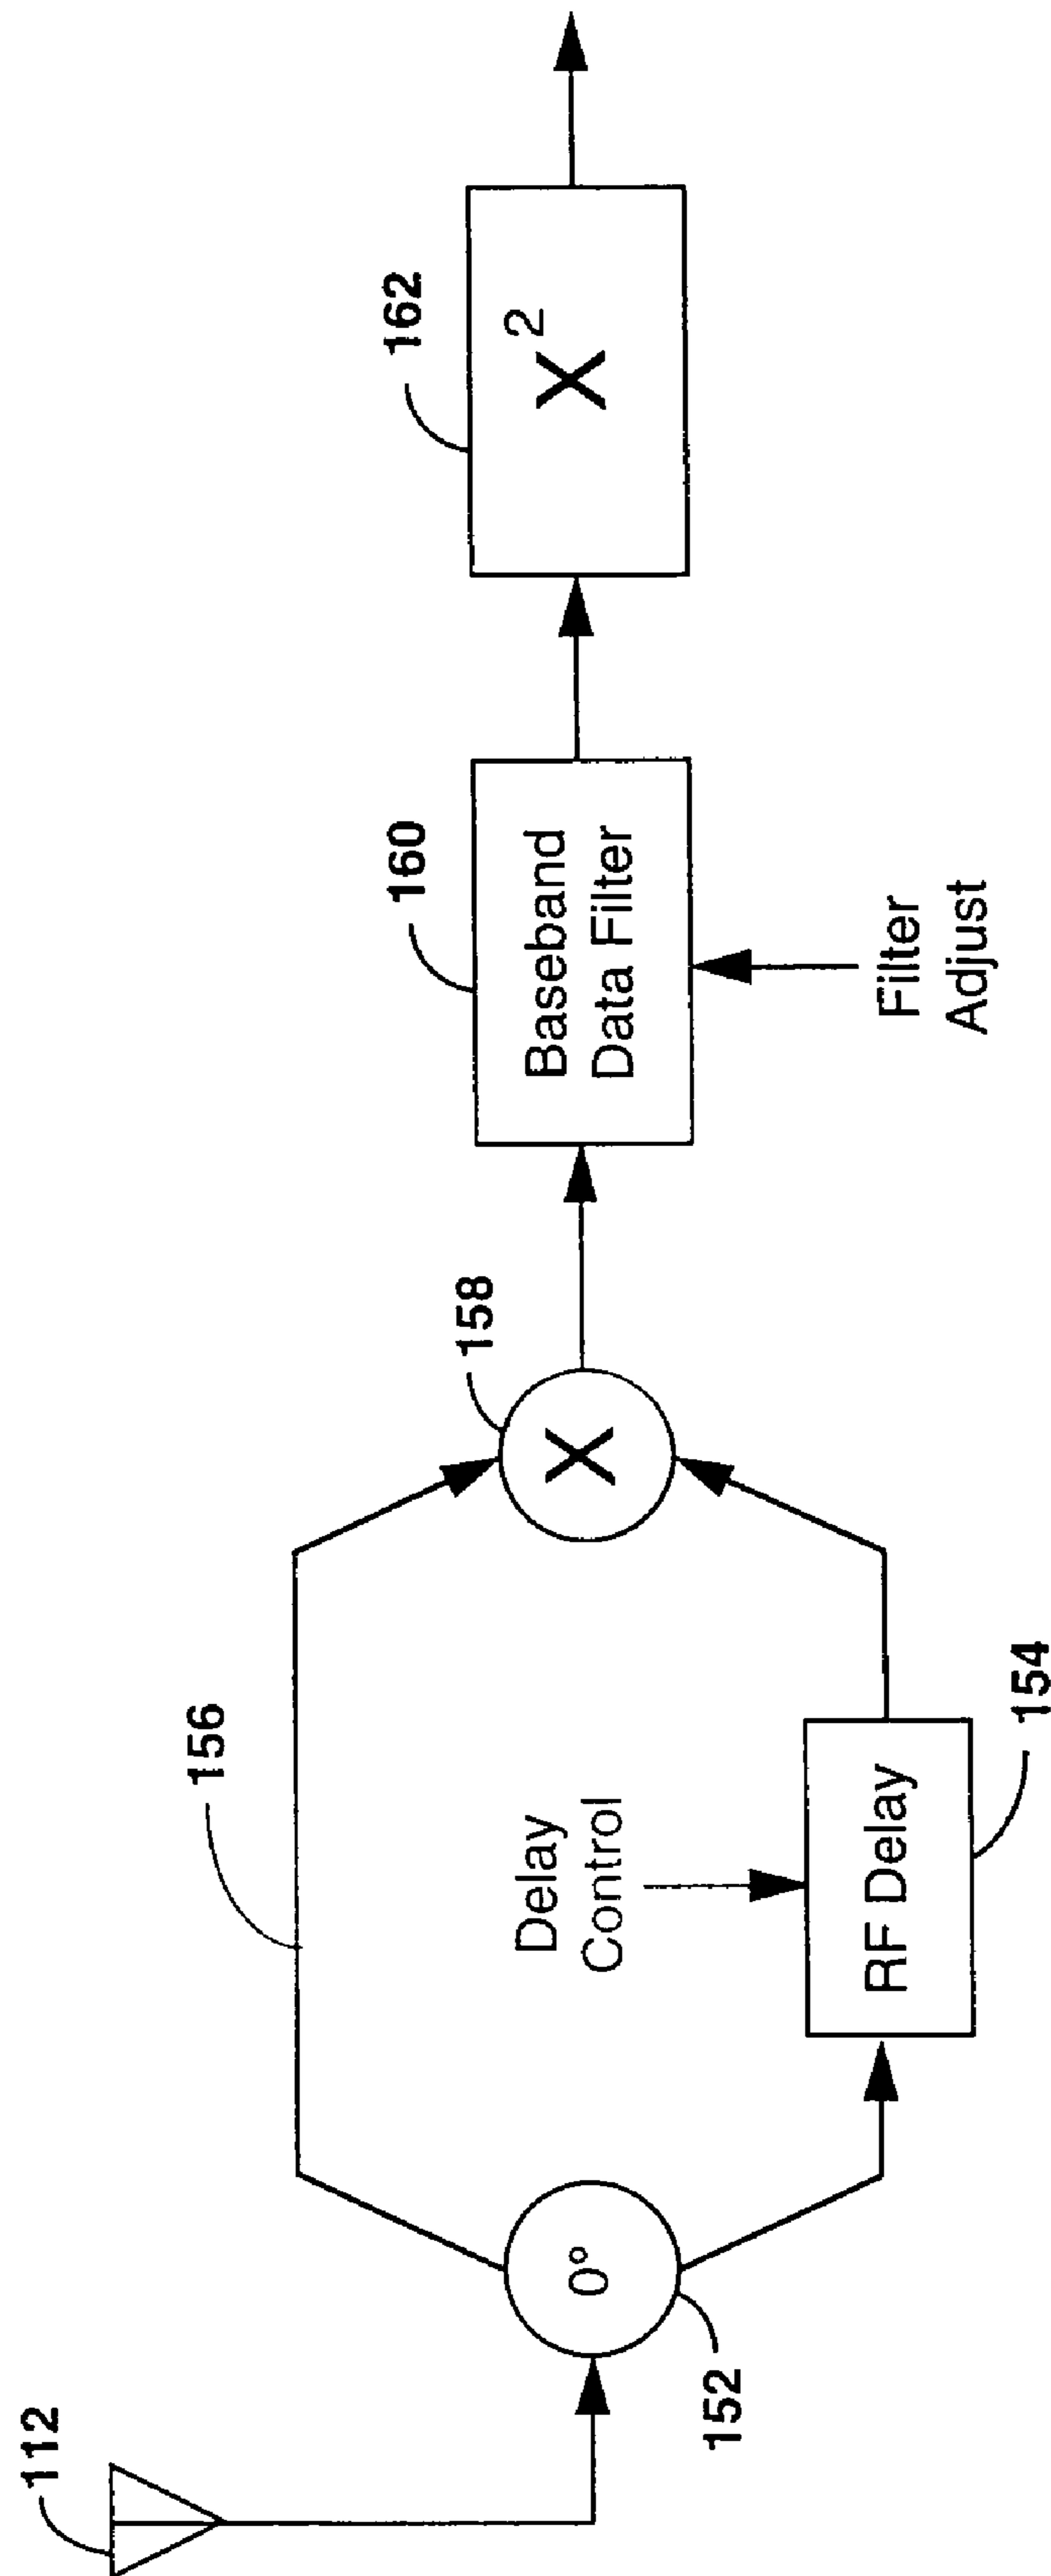 112
0°
152
156
Delay
Control
RF Delay
154
X
158
Baseband
Data Filter
160
Filter
Adjust
X²
162